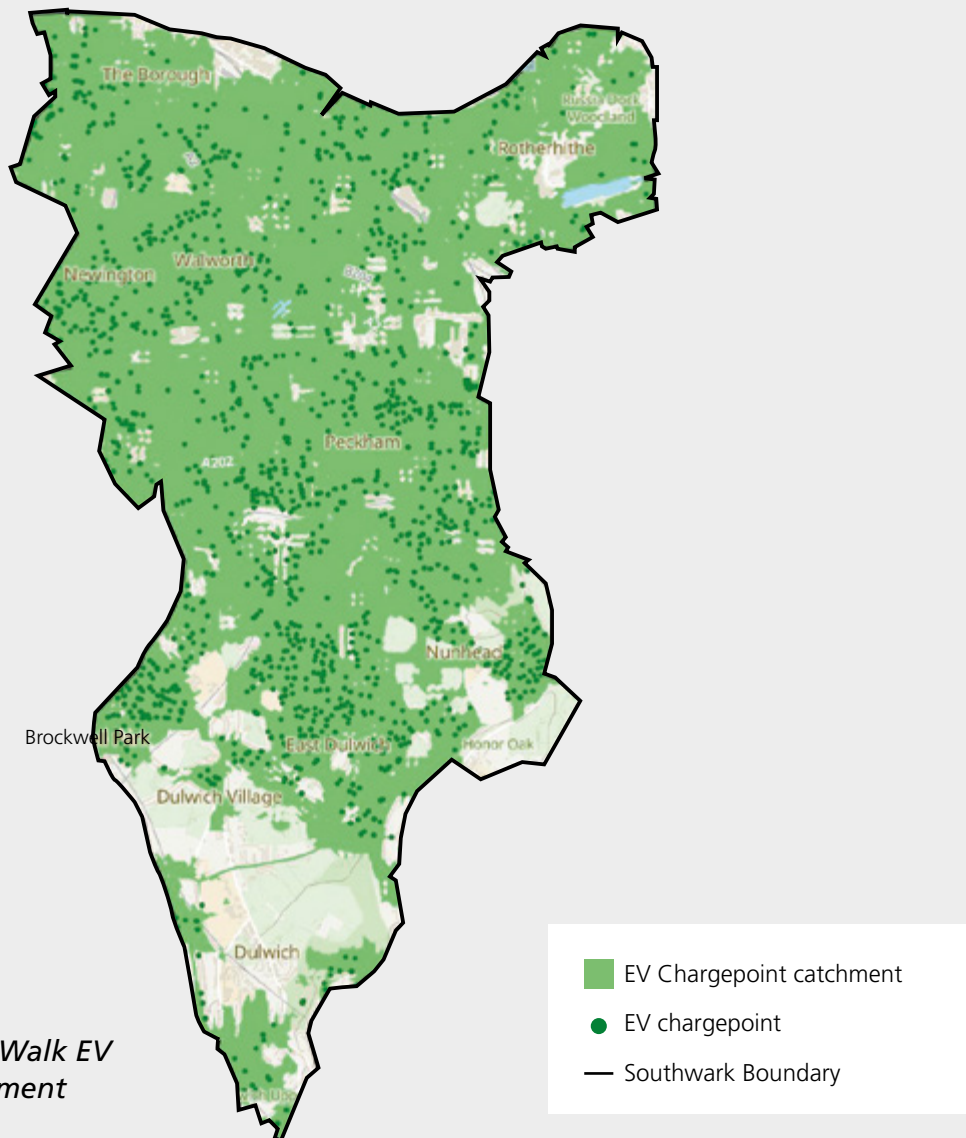 The Borough
Russia Dock
Woodland
Rotherhithe
Walworth
Newington
Peckham
A202
Nunhead
Brockwell Park
East Dulwich
Honor Oak
Dulwich Village
Dulwich
EV Chargepoint catchment
EV chargepoint
Southwark Boundary
Walk EV
ment